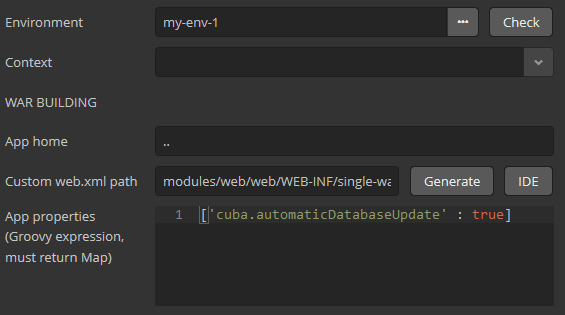 Environment my-env-1 ... Check
Context
WAR BUILDING
App home ..
Custom web.xml path modules/web/web/WEB-INF/single-wa Generate IDE
App properties 1 ['cuba.automaticDatabaseUpdate' : true]
(Groovy expression,
must return Map)